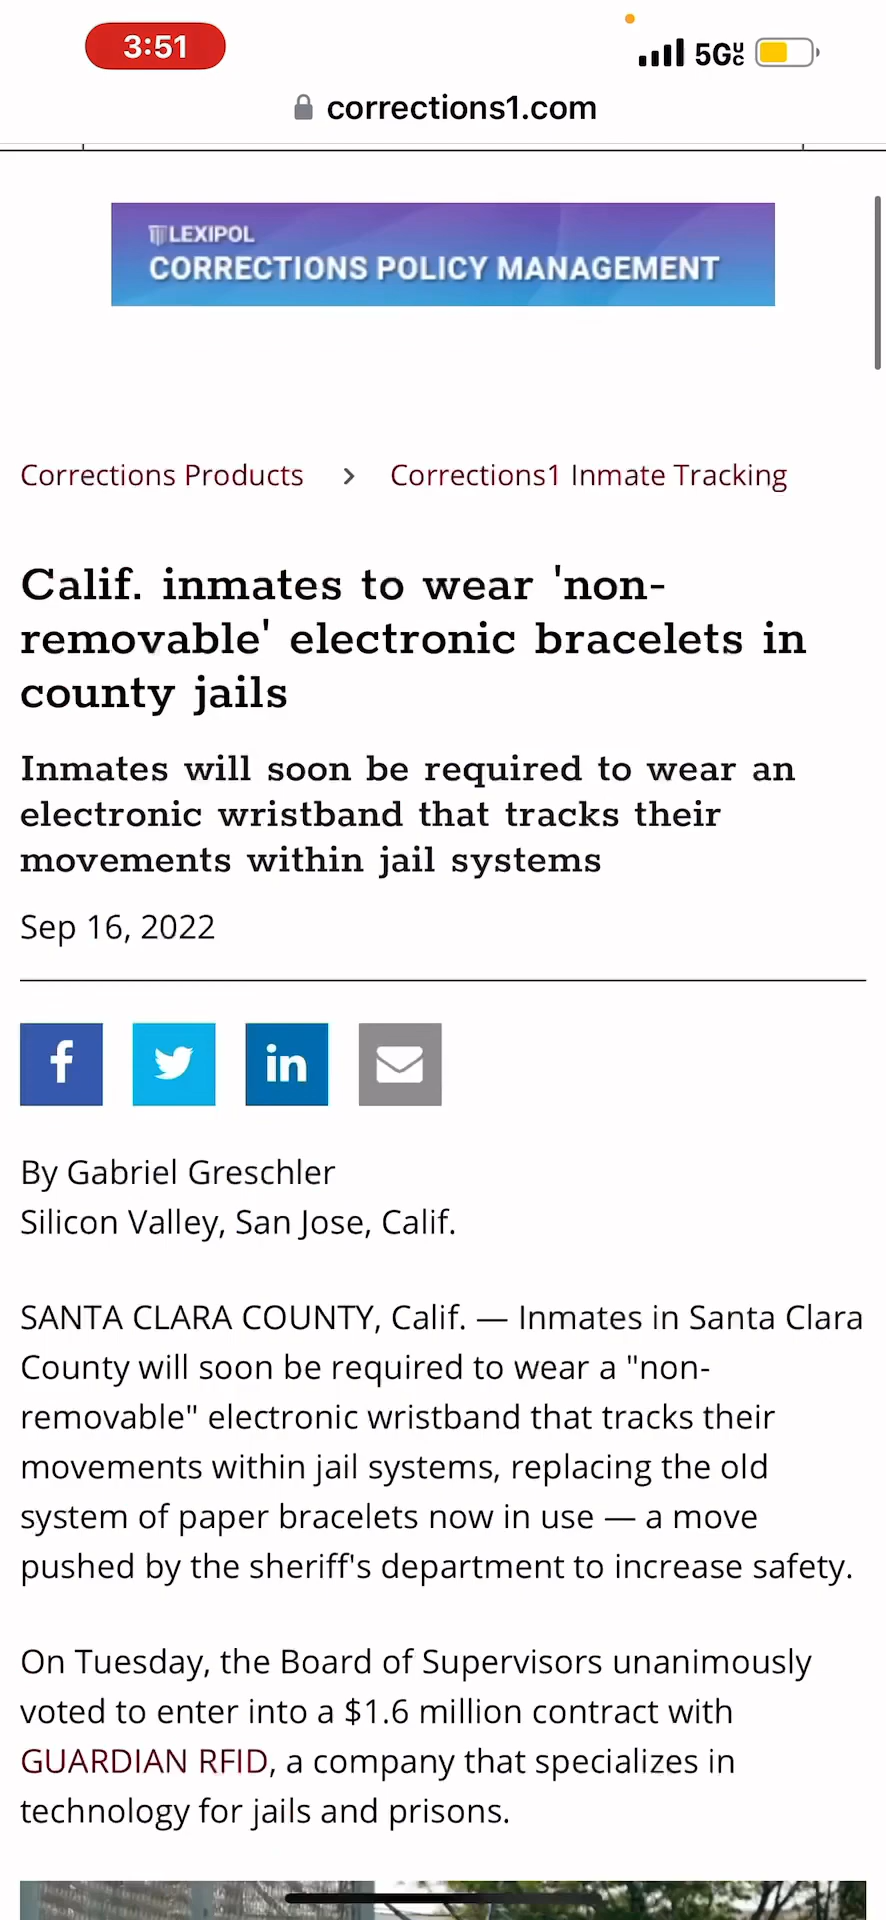 3:51
5GUC
corrections1.com
LEXIPOL
CORRECTIONS POLICY MANAGEMENT
Corrections Products > Corrections1 Inmate Tracking
Calif. inmates to wear 'non-
removable' electronic bracelets in
county jails
Inmates will soon be required to wear an
electronic wristband that tracks their
movements within jail systems
Sep 16, 2022
f in
By Gabriel Greschler
Silicon Valley, San Jose, Calif.
SANTA CLARA COUNTY, Calif. — Inmates in Santa Clara
County will soon be required to wear a "non-
removable" electronic wristband that tracks their
movements within jail systems, replacing the old
system of paper bracelets now in use — a move
pushed by the sheriff's department to increase safety.
On Tuesday, the Board of Supervisors unanimously
voted to enter into a $1.6 million contract with
GUARDIAN RFID, a company that specializes in
technology for jails and prisons.